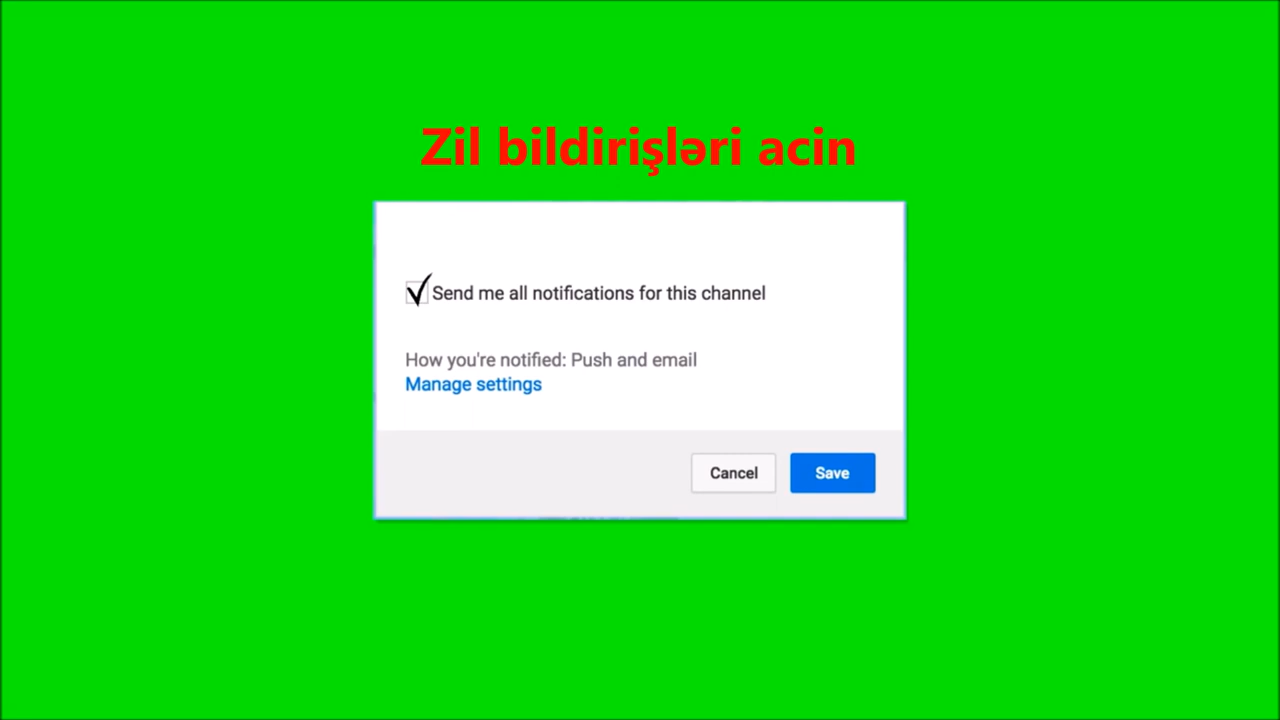 Zil bildirişləri acin
Send me all notifications for this channel
How you're notified: Push and email
Manage settings
Cancel
Save